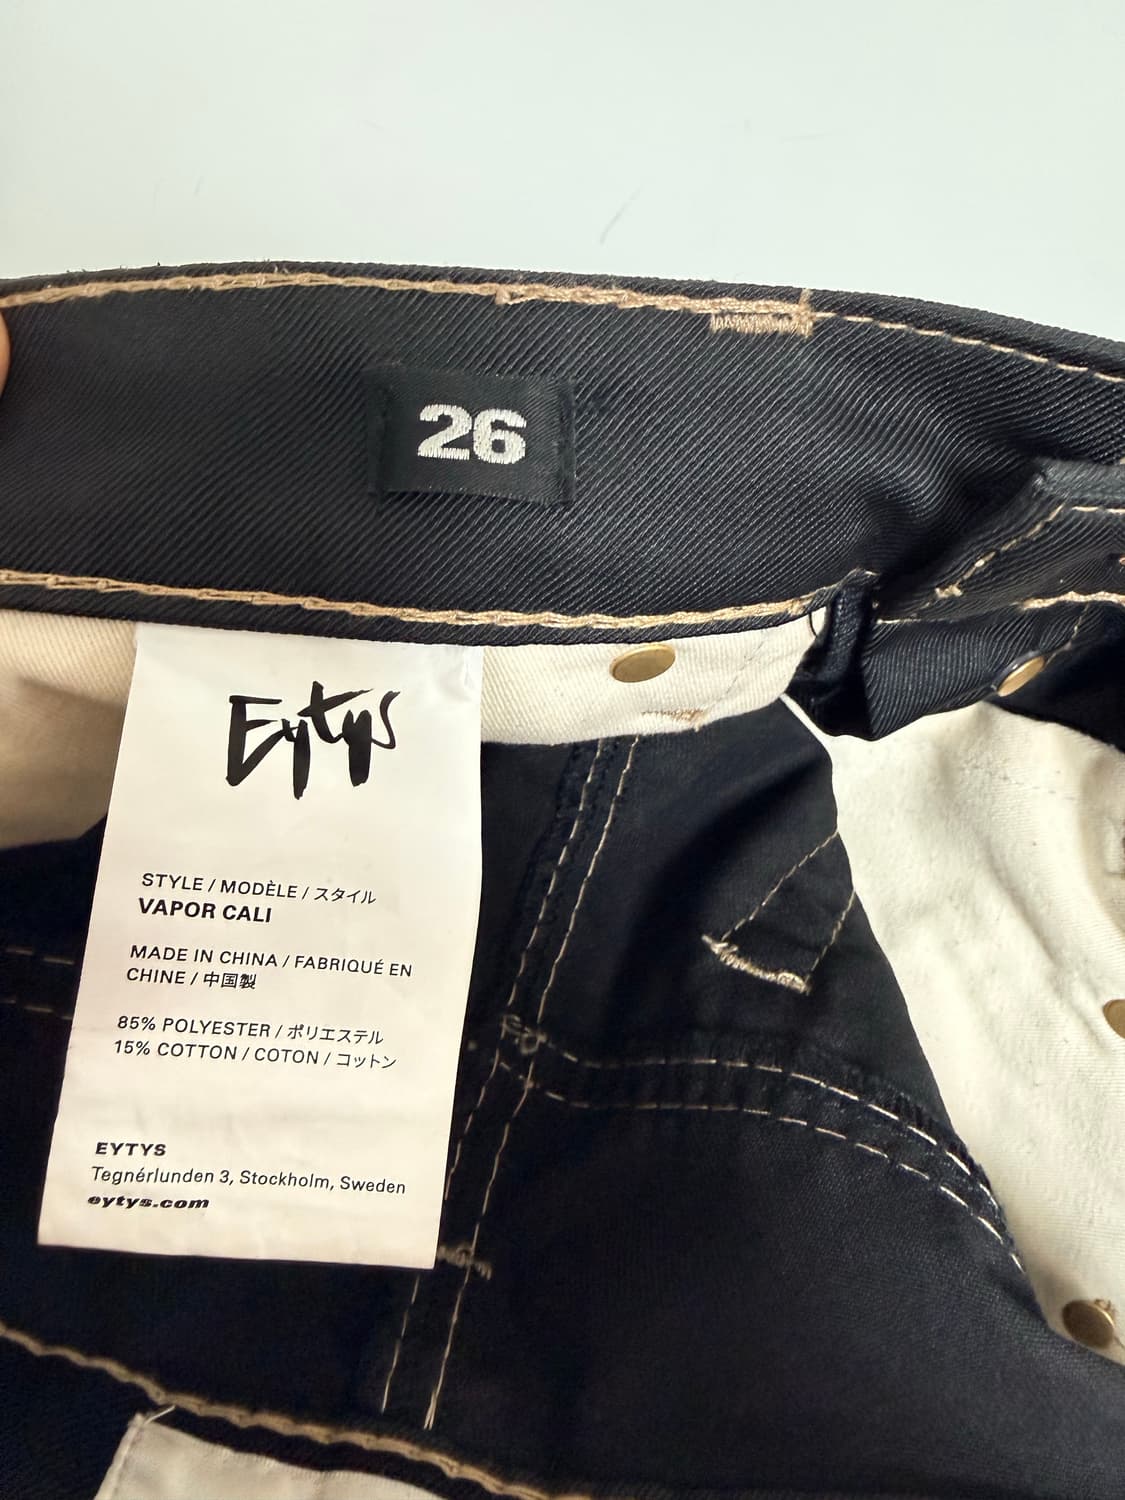 26
Eytys
STYLE / MODÈLE / スタイル
VAPOR CALI
MADE IN CHINA / FABRIQUÉ EN
CHINE / 中国製
85% POLYESTER / ポリエステル
15% COTTON / COTON / コットン
EYTYS
Tegnérlunden 3, Stockholm, Sweden
eytys.com